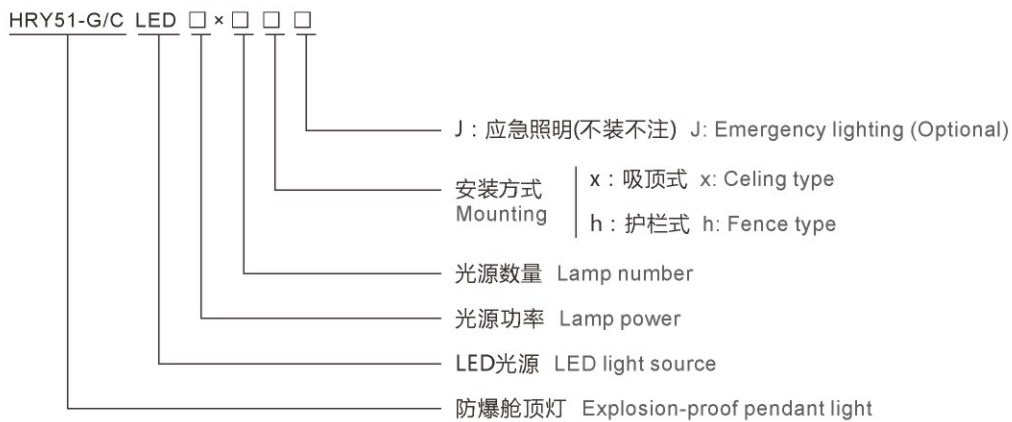 HRY51-G/C LED □×□ □ □
J：应急照明(不装不注) J: Emergency lighting (Optional)
安装方式
Mounting
x：吸顶式 x: Celing type
h：护栏式 h: Fence type
光源数量 Lamp number
光源功率 Lamp power
LED光源 LED light source
防爆舱顶灯 Explosion-proof pendant light